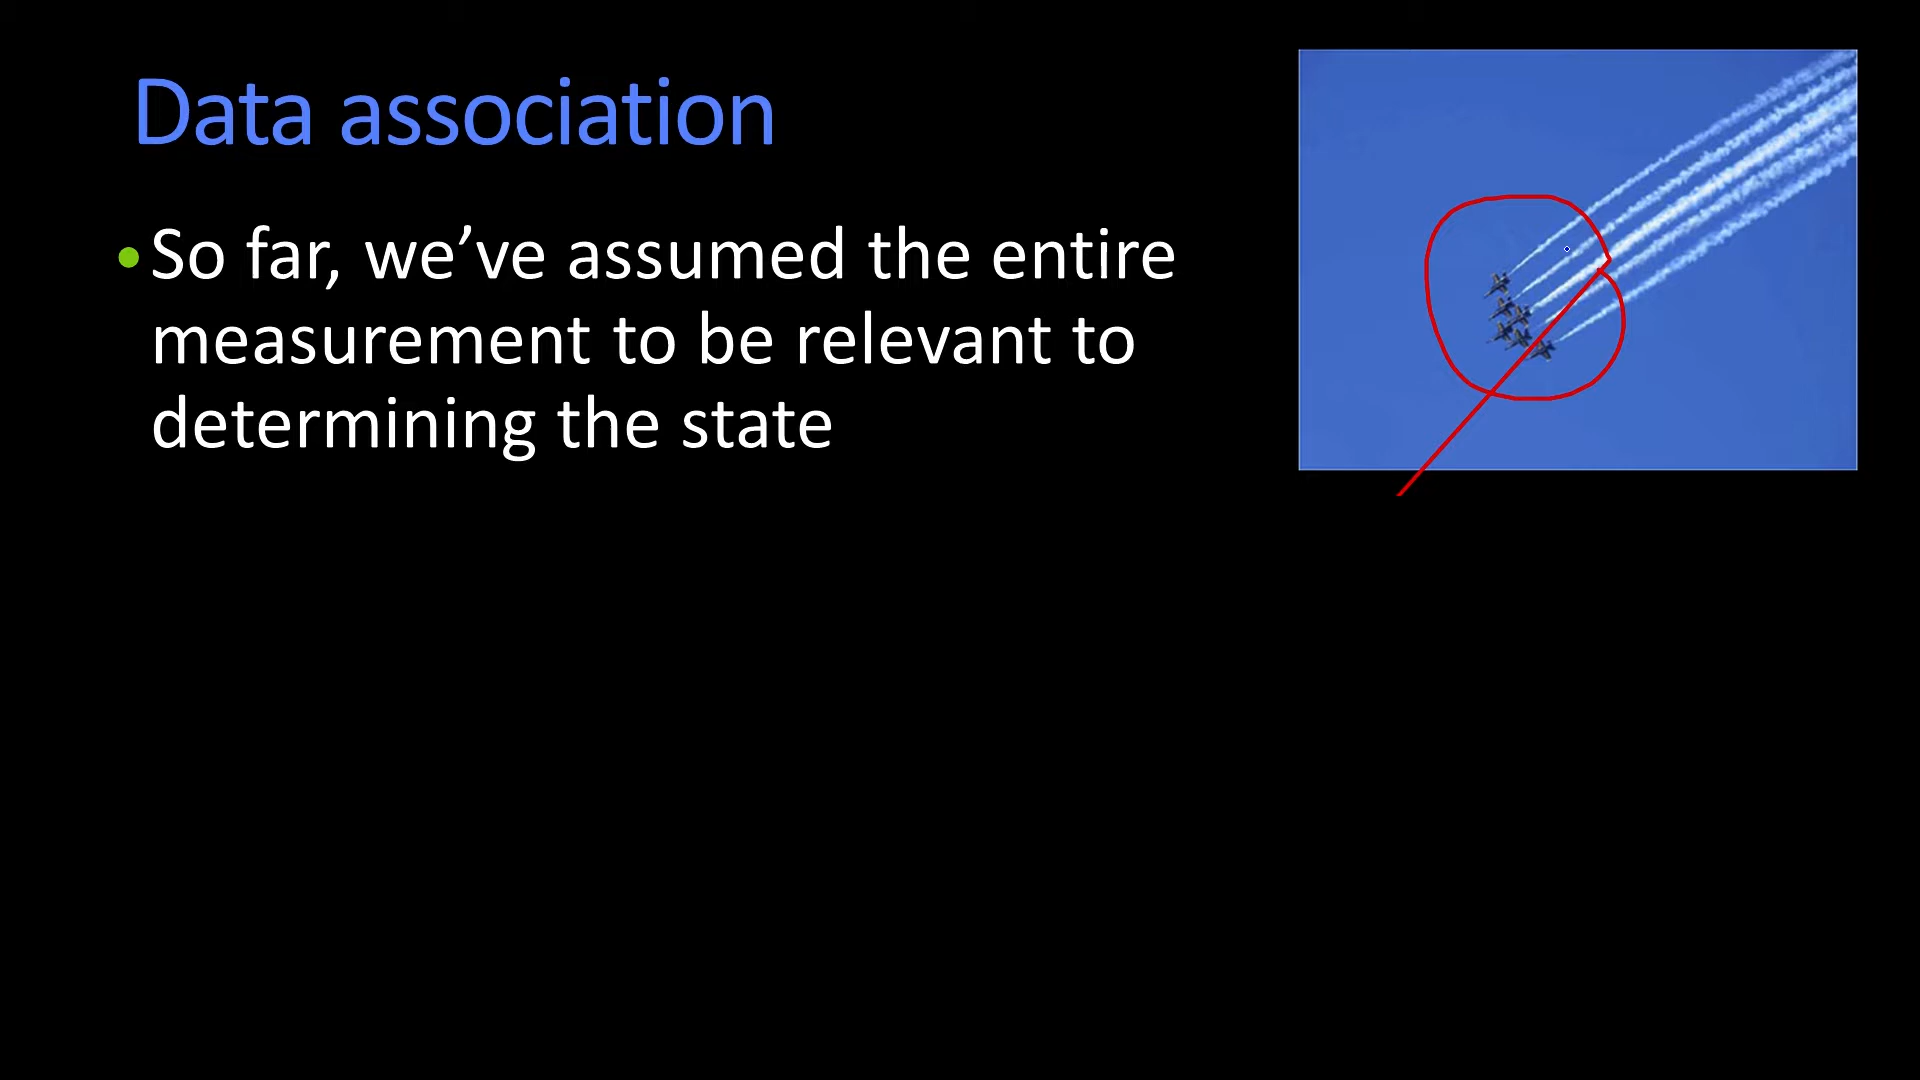 Data association
• So far, we’ve assumed the entire
measurement to be relevant to
determining the state